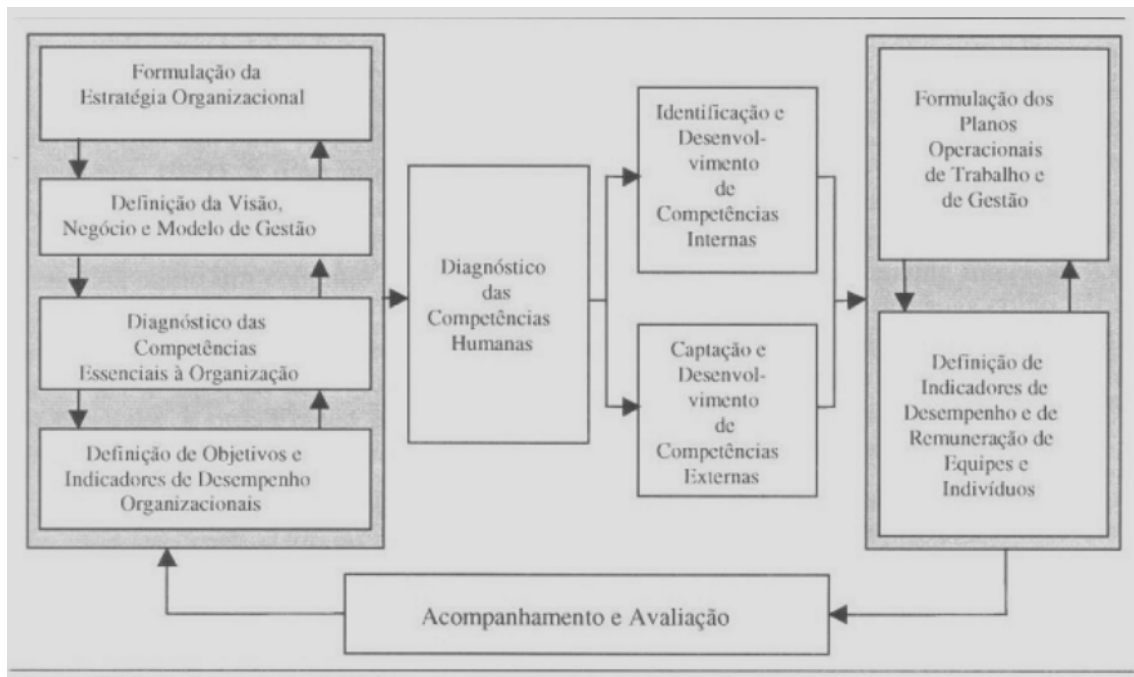 Formulação da
Estratégia Organizacional
Definição da Visão,
Negócio e Modelo de Gestão
Diagnóstico das
Competências
Essenciais à Organização
Definição de Objetivos e
Indicadores de Desempenho
Organizacionais
Diagnóstico
das
Competências
Humanas
Identificação e
Desenvol-
vimento
de
Competências
Internas
Captação e
Desenvol-
vimento
de
Competências
Externas
Formulação dos
Planos
Operacionais
de Trabalho e
de Gestão
Definição de
Indicadores de
Desempenho e de
Remuneração de
Equipes e
Indivíduos
Acompanhamento e Avaliação